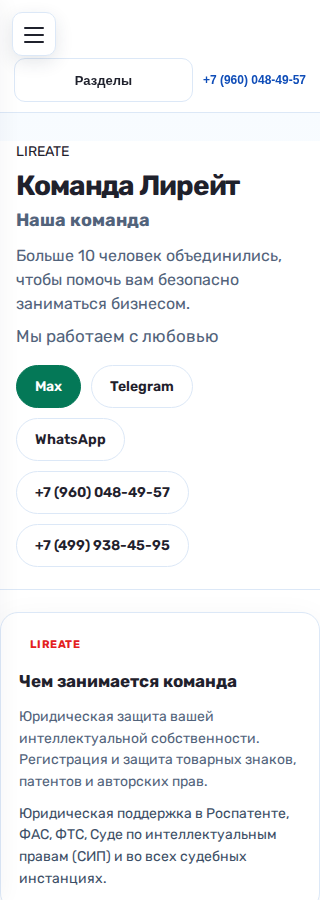 Разделы
+7 (960) 048-49-57
LIREATE
Команда Лирейт
Наша команда
Больше 10 человек объединились,
чтобы помочь вам безопасно
заниматься бизнесом.
Мы работаем с любовью
Max
Telegram
WhatsApp
+7 (960) 048-49-57
+7 (499) 938-45-95
LIREATE
Чем занимается команда
Юридическая защита вашей
интеллектуальной собственности.
Регистрация и защита товарных знаков,
патентов и авторских прав.
Юридическая поддержка в Роспатенте,
ФАС, ФТС, Суде по интеллектуальным
правам (СИП) и во всех судебных
инстанциях.